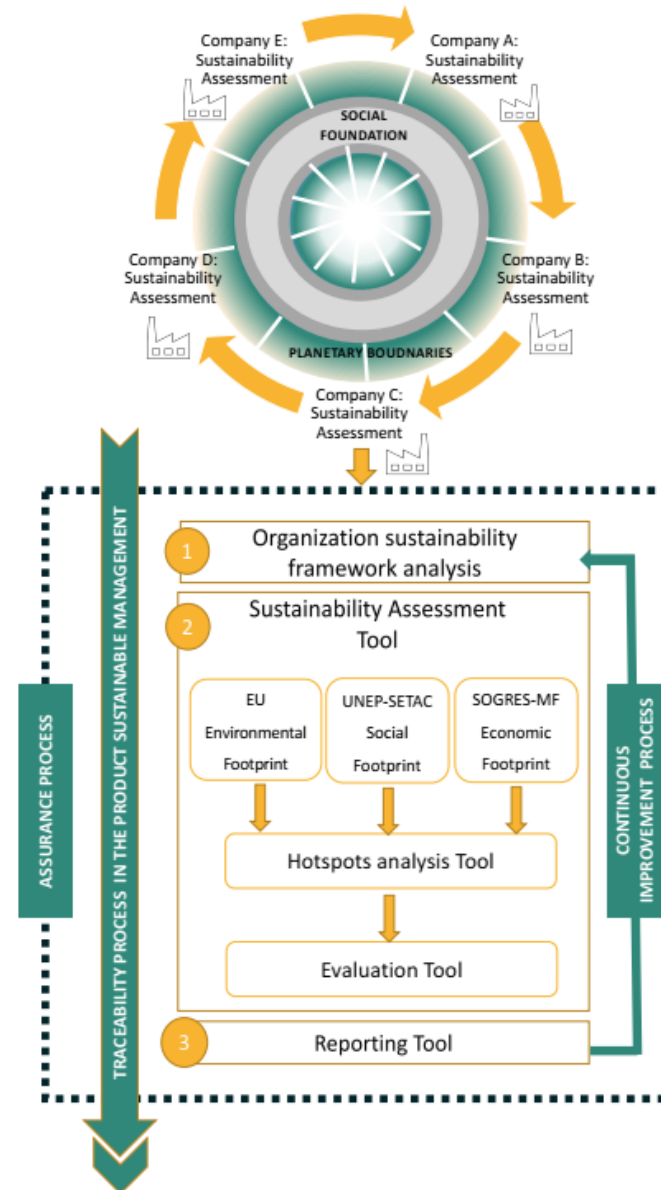 Company E:
Sustainability
Assessment
Company A:
Sustainability
Assessment
SOCIAL
FOUNDATION
Company D:
Sustainability
Assessment
Company B:
Sustainability
Assessment
PLANETARY BOUDNARIES
Company C:
Sustainability
Assessment
TRACEABILITY PROCESS IN THE PRODUCT SUSTAINABLE MANAGEMENT
ASSURANCE PROCESS
1
Organization sustainability
framework analysis
2
Sustainability Assessment
Tool
EU
Environmental
Footprint
UNEP-SETAC
Social
Footprint
SOGRES-MF
Economic
Footprint
Hotspots analysis Tool
Evaluation Tool
3
Reporting Tool
CONTINUOUS
IMPROVEMENT PROCESS